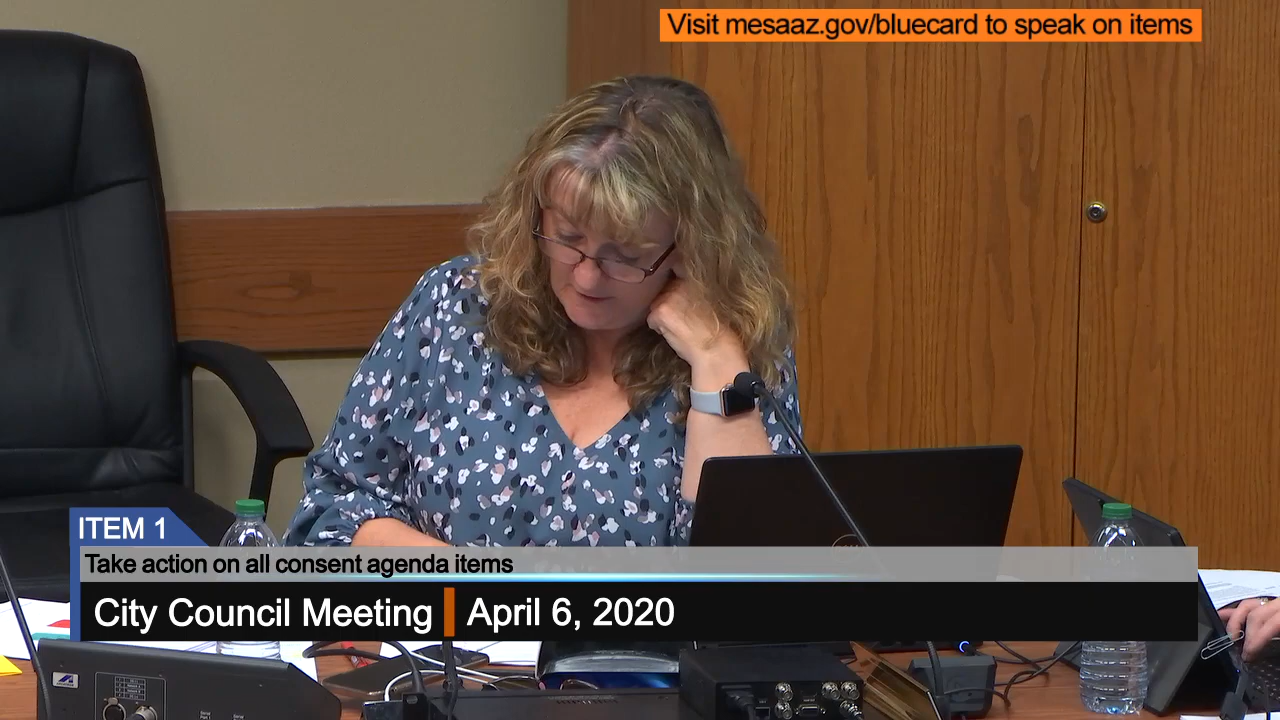 Visit mesaaz.gov/bluecard to speak on items
ITEM 1
Take action on all consent agenda items
City Council Meeting
April 6, 2020